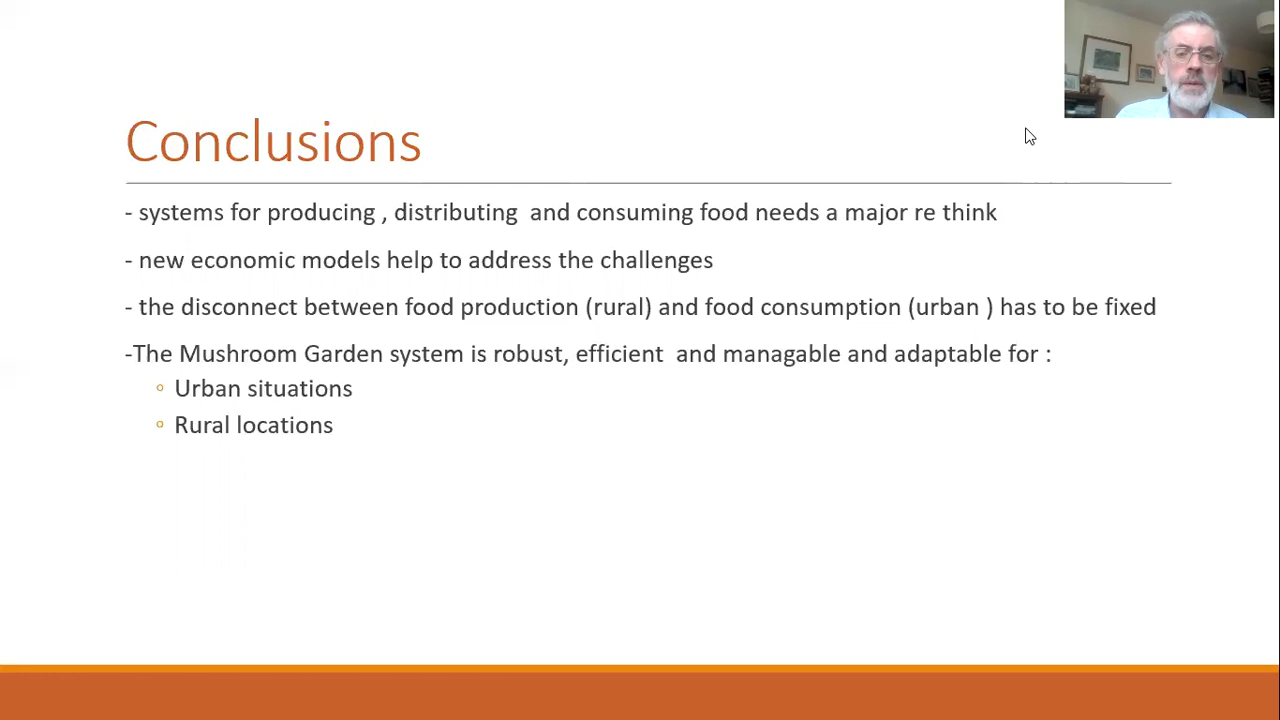 Conclusions
- systems for producing , distributing  and consuming food needs a major re think
- new economic models help to address the challenges
- the disconnect between food production (rural) and food consumption (urban ) has to be fixed
-The Mushroom Garden system is robust, efficient  and managable and adaptable for :
◦ Urban situations
◦ Rural locations